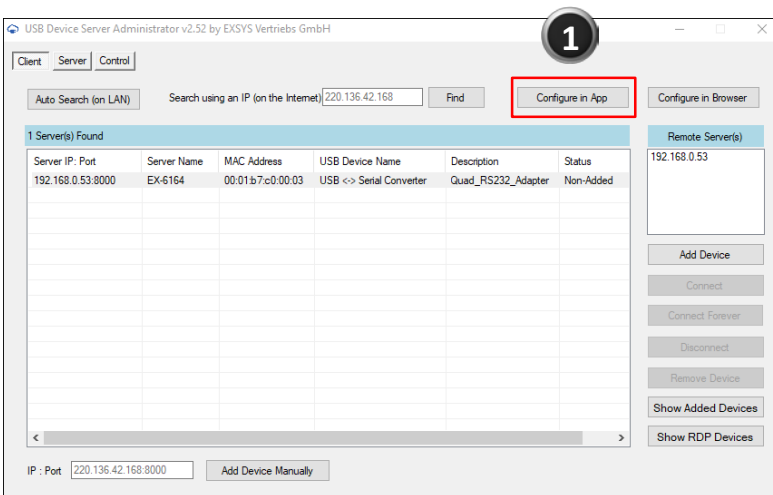 USB Device Server Administrator v2.52 by EXSYS Vertriebs GmbH
1
Client Server Control
Auto Search (on LAN) Search using an IP (on the Internet) 220.136.42.168 Find Configure in App Configure in Browser
1 Server(s) Found Remote Server(s)
Server IP: Port Server Name MAC Address USB Device Name Description Status 192.168.0.53
192.168.0.53:8000 EX-6164 00:01:b7:c0:00:03 USB <-> Serial Converter Quad_RS232_Adapter Non-Added
Add Device
Connect
Connect Forever
Disconnect
Remove Device
Show Added Devices
Show RDP Devices
IP : Port 220.136.42.168:8000 Add Device Manually